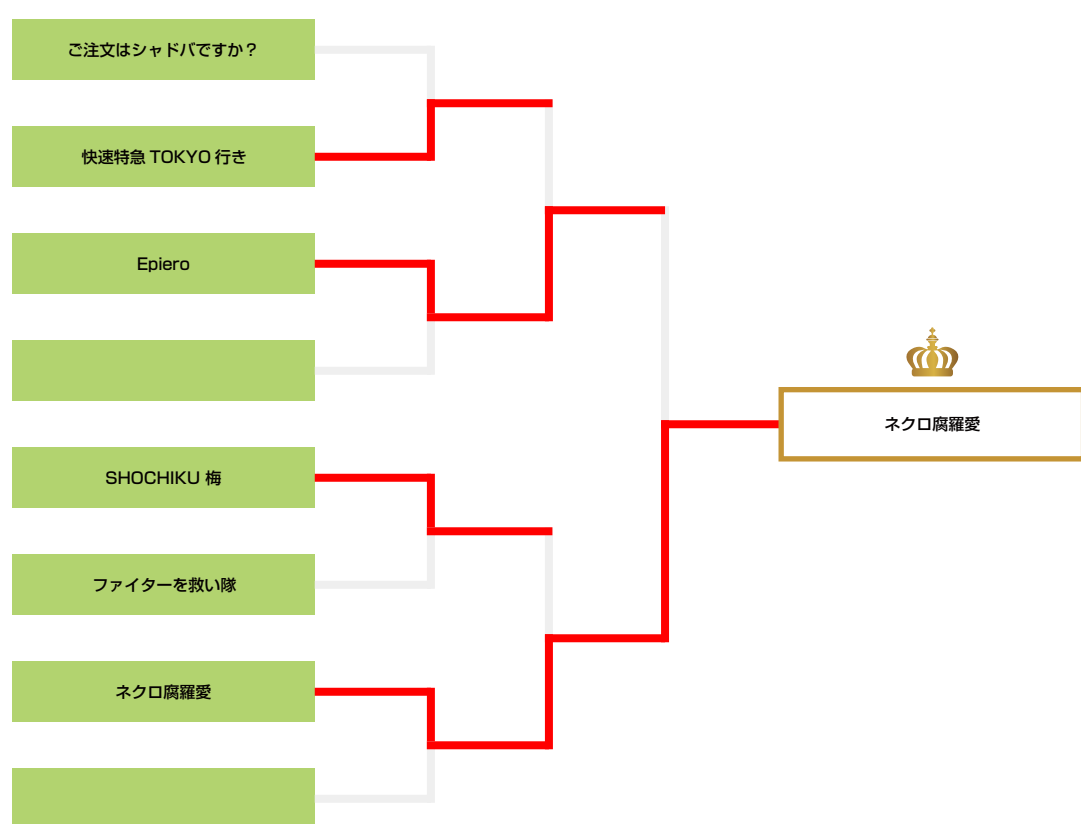 ご注文はシャドバですか？
快速特急 TOKYO 行き
Epiero
SHOCHIKU 梅
ファイターを救い隊
ネクロ腐羅愛
ネクロ腐羅愛